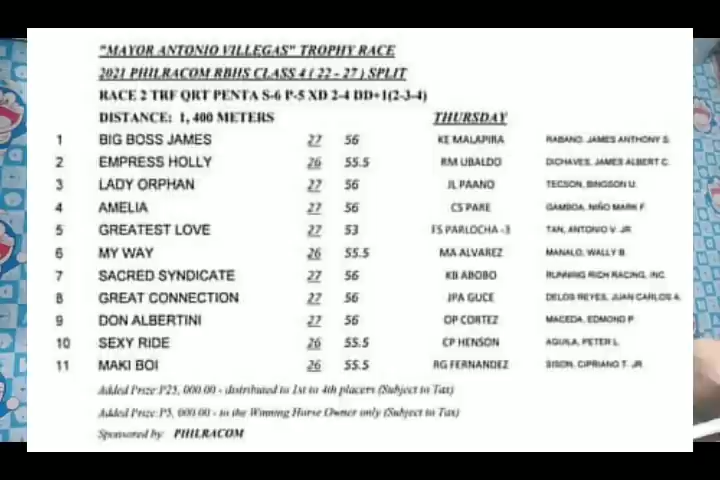 "MAYOR ANTONIO VILLEGAS" TROPHY RACE
2021 PHILRACOM RBHS CLASS 4 ( 22 - 27 ) SPLIT
RACE 2 TRF QRT PENTA S-6 P-5 XD 2-4 DD+1(2-3-4)
DISTANCE: 1, 400 METERS THURSDAY
1 BIG BOSS JAMES 27 56 KE MALAPIRA RABANO, JAMES ANTHONY S.
2 EMPRESS HOLLY 26 55.5 RM UBALDO DICHAVES, JAMES ALBERT C.
3 LADY ORPHAN 27 56 JL PAANO TECSON, BINGSON U.
4 AMELIA 27 56 CS PARE GAMBOA, NIÑO MARK F.
5 GREATEST LOVE 27 53 FS PARLOCHA -3 TAN, ANTONIO V. JR.
6 MY WAY 26 55.5 MA ALVAREZ MANALO, WALLY B.
7 SACRED SYNDICATE 27 56 KB ABOBO RUNNING RICH RACING, INC.
8 GREAT CONNECTION 27 56 JPA GUCE DELOS REYES, JUAN CARLOS A.
9 DON ALBERTINI 27 56 OP CORTEZ MACEDA, EDMOND P.
10 SEXY RIDE 26 55.5 CP HENSON AGUILA, PETER L.
11 MAKI BOI 26 55.5 RG FERNANDEZ SISON, CIPRIANO T. JR.
Added Prize:P25, 000.00 - distributed to 1st to 4th placers (Subject to Tax)
Added Prize:P5, 000.00 - to the Winning Horse Owner only (Subject to Tax)
Sponsored by: PHILRACOM